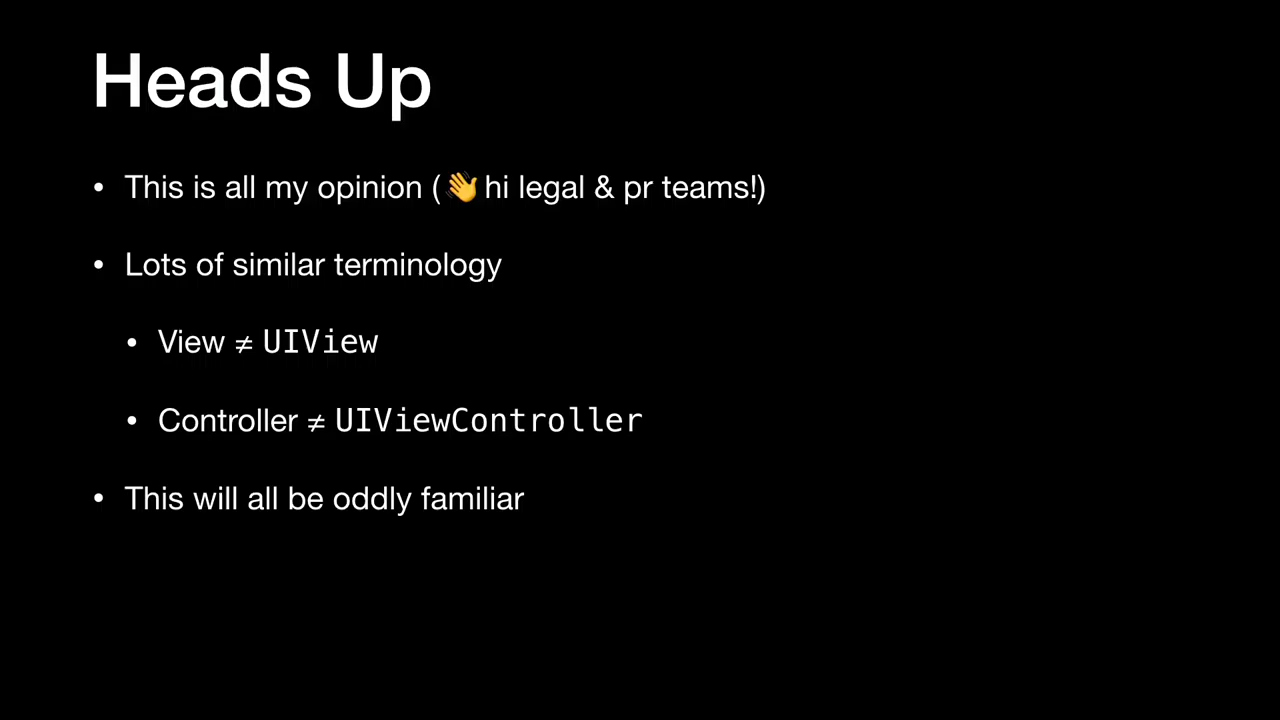 Heads Up
• This is all my opinion (👋 hi legal & pr teams!)
• Lots of similar terminology
• View ≠ UIView
• Controller ≠ UIViewController
• This will all be oddly familiar